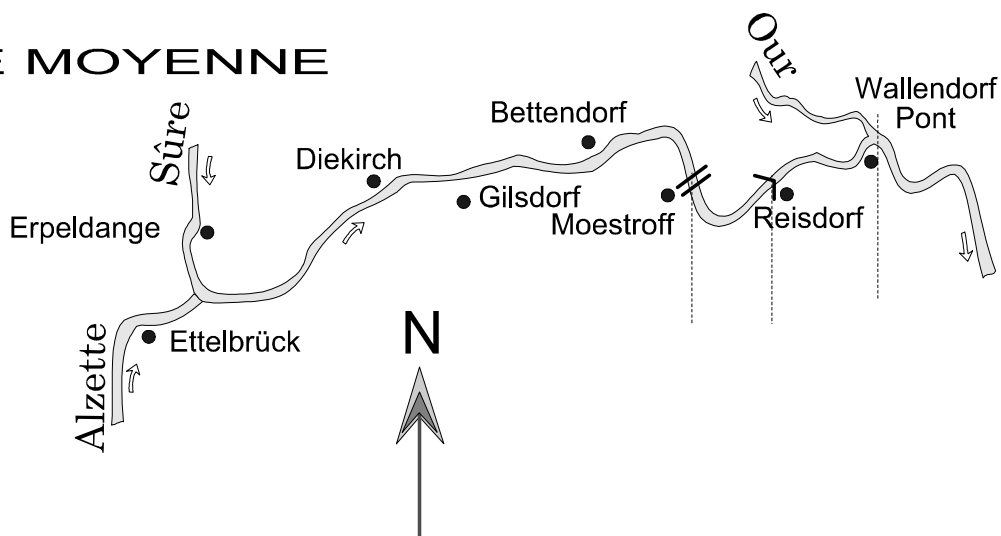 E MOYENNE
Our
Wallendorf
Pont
Bettendorf
Sûre
Diekirch
Gilsdorf
Moestroff
Reisdorf
Erpeldange
Ettelbrück
Alzette
N